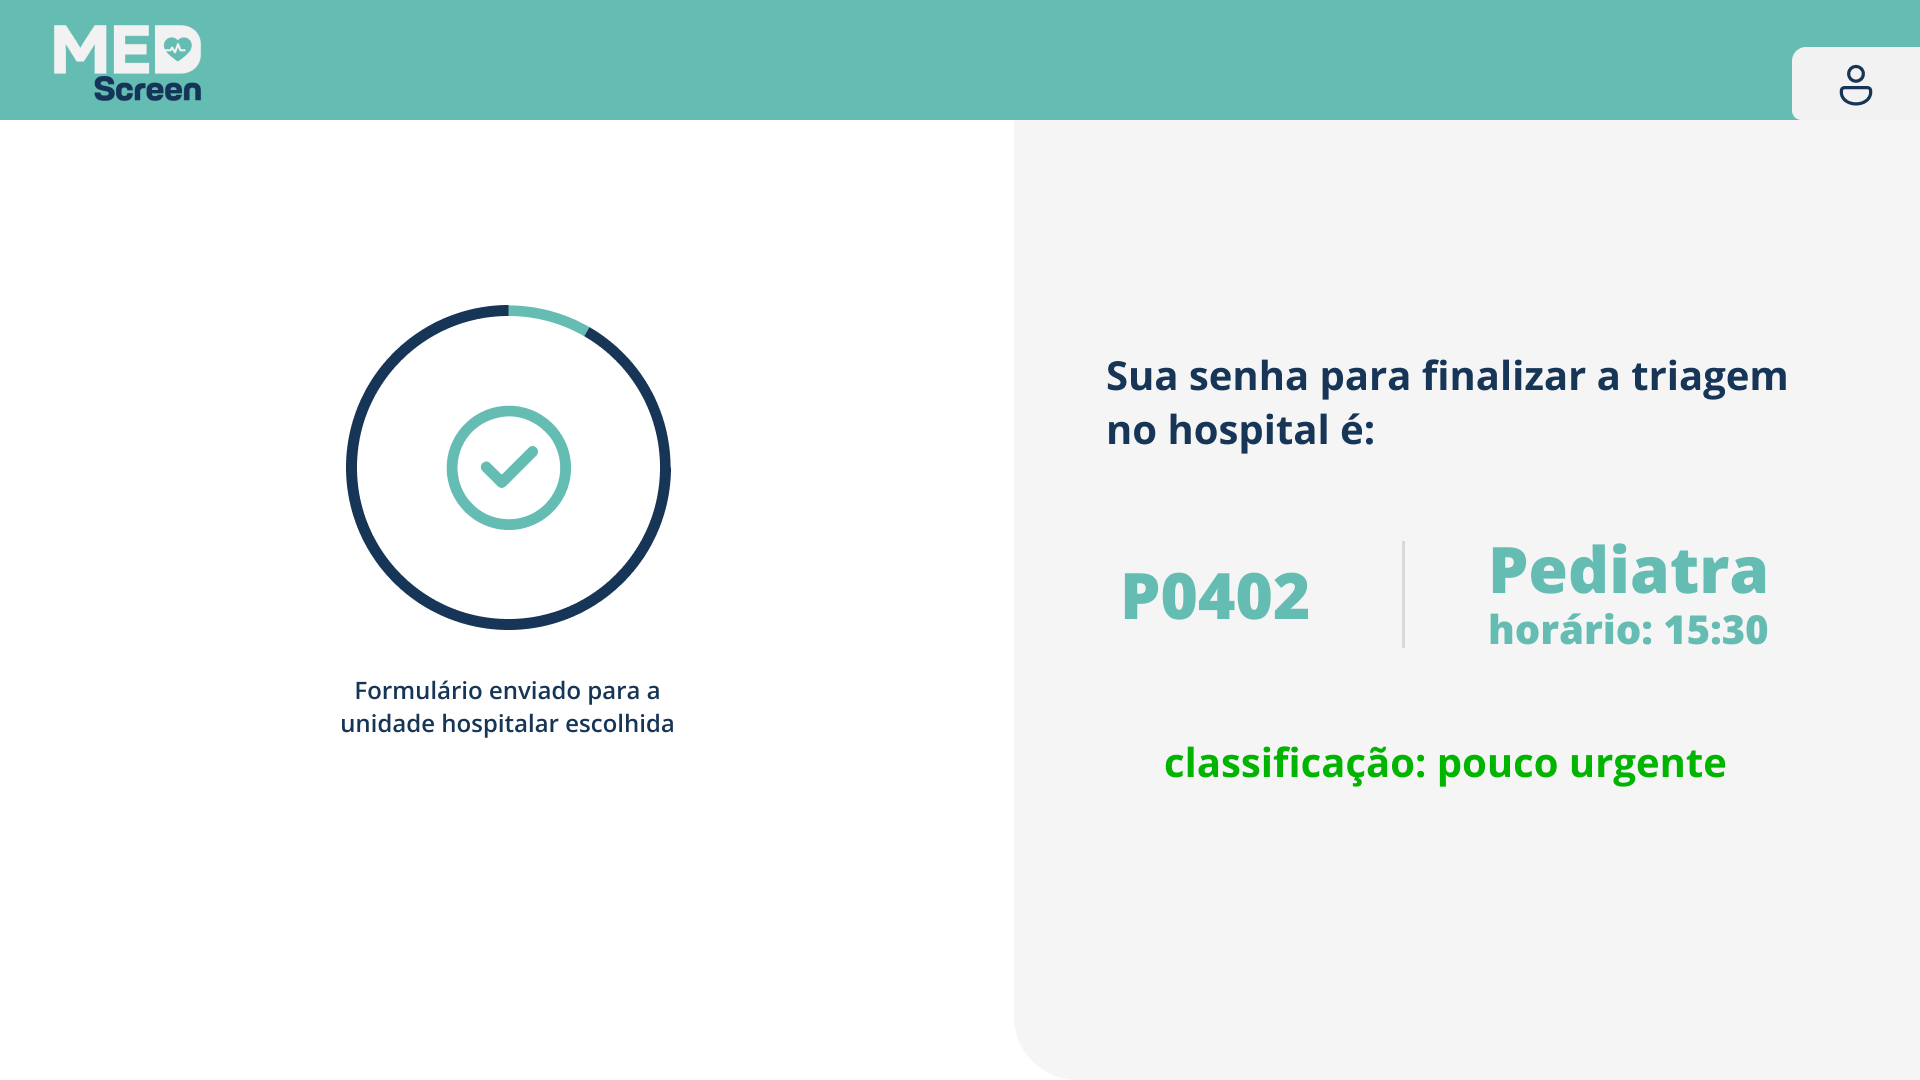 MED
Screen
Formulário enviado para a
unidade hospitalar escolhida
Sua senha para finalizar a triagem
no hospital é:
P0402
Pediatra
horário: 15:30
classificação: pouco urgente